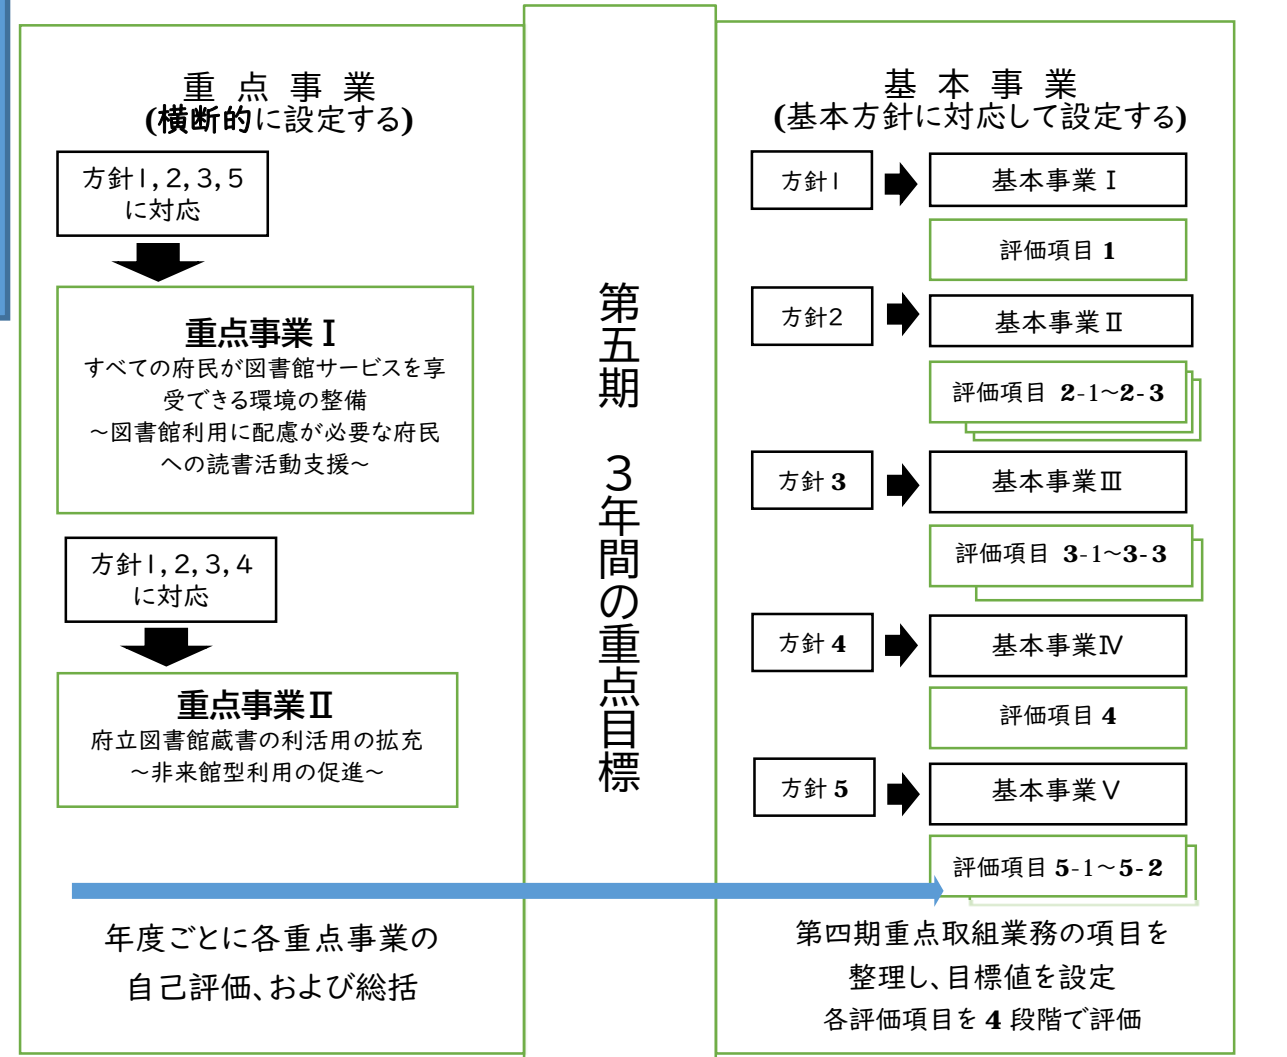 重 点 事 業
(横断的に設定する)
方針1,2,3,5
に対応
重点事業Ⅰ
すべての府民が図書館サービスを享
受できる環境の整備
~図書館利用に配慮が必要な府民
への読書活動支援~
方針1,2,3,4
に対応
重点事業Ⅱ
府立図書館蔵書の利活用の拡充
~非来館型利用の促進~
年度ごとに各重点事業の
自己評価、および総括
第五期 3年間の重点目標
基 本 事 業
(基本方針に対応して設定する)
方針1
基本事業Ⅰ
評価項目 1
方針2
基本事業Ⅱ
評価項目 2-1~2-3
方針 3
基本事業Ⅲ
評価項目 3-1~3-3
方針 4
基本事業Ⅳ
評価項目 4
方針 5
基本事業Ⅴ
評価項目 5-1~5-2
第四期重点取組業務の項目を
整理し、目標値を設定
各評価項目を 4 段階で評価